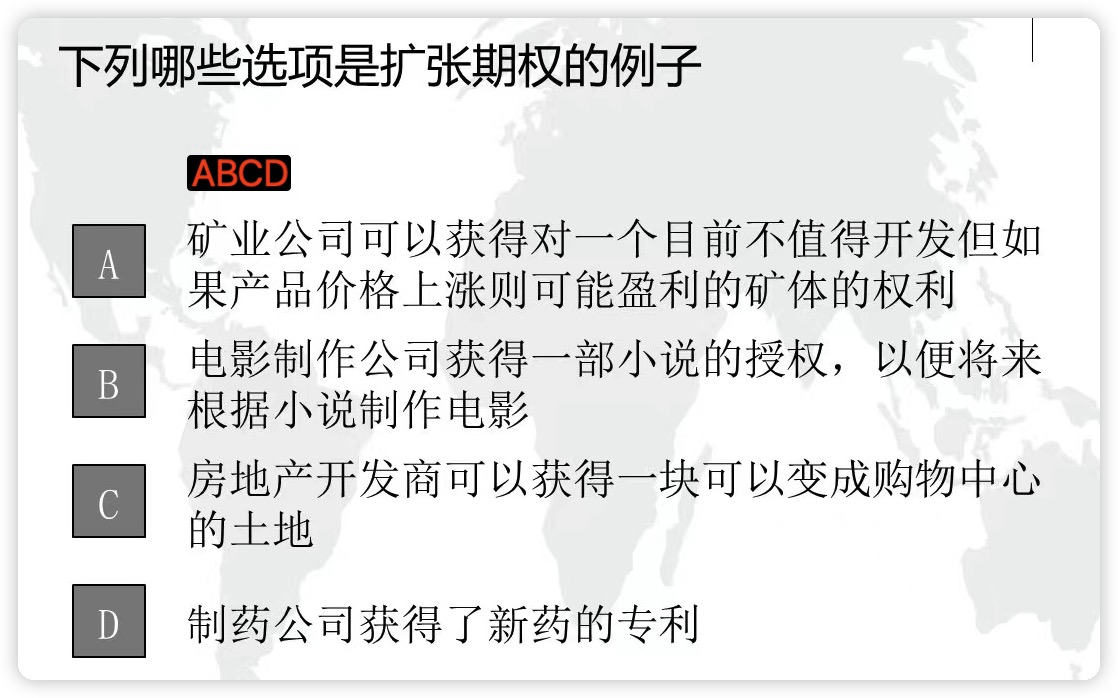 下列哪些选项是扩张期权的例子
ABCD
A
矿业公司可以获得对一个目前不值得开发但如
果产品价格上涨则可能盈利的矿体的权利
B
电影制作公司获得一部小说的授权，以便将来
根据小说制作电影
C
房地产开发商可以获得一块可以变成购物中心
的土地
D
制药公司获得了新药的专利